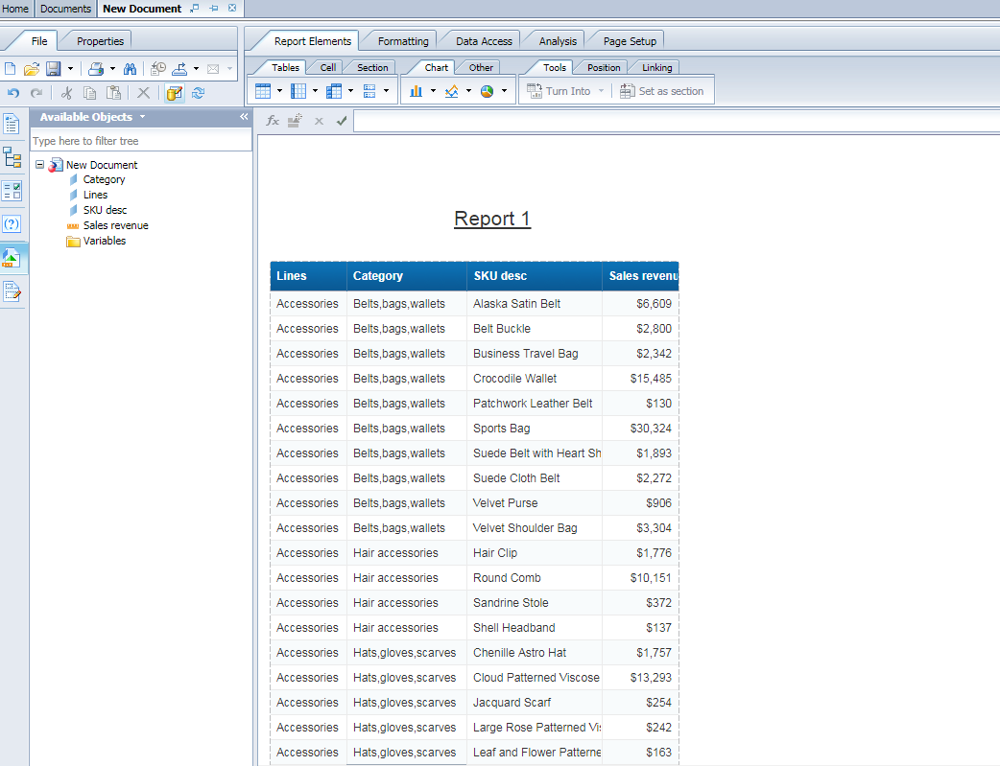 Home Documents New Document
File Properties
Report Elements Formatting Data Access Analysis Page Setup
Tables Cell Section Chart Other Tools Position Linking
Turn Into Set as section
Available Objects
Type here to filter tree
New Document
Category
Lines
SKU desc
Sales revenue
Variables
Report 1
Lines Category SKU desc Sales revenu
Accessories Belts,bags,wallets Alaska Satin Belt $6,609
Accessories Belts,bags,wallets Belt Buckle $2,800
Accessories Belts,bags,wallets Business Travel Bag $2,342
Accessories Belts,bags,wallets Crocodile Wallet $15,485
Accessories Belts,bags,wallets Patchwork Leather Belt $130
Accessories Belts,bags,wallets Sports Bag $30,324
Accessories Belts,bags,wallets Suede Belt with Heart Sh $1,893
Accessories Belts,bags,wallets Suede Cloth Belt $2,272
Accessories Belts,bags,wallets Velvet Purse $906
Accessories Belts,bags,wallets Velvet Shoulder Bag $3,304
Accessories Hair accessories Hair Clip $1,776
Accessories Hair accessories Round Comb $10,151
Accessories Hair accessories Sandrine Stole $372
Accessories Hair accessories Shell Headband $137
Accessories Hats,gloves,scarves Chenille Astro Hat $1,757
Accessories Hats,gloves,scarves Cloud Patterned Viscose $13,293
Accessories Hats,gloves,scarves Jacquard Scarf $254
Accessories Hats,gloves,scarves Large Rose Patterned Vis $242
Accessories Hats,gloves,scarves Leaf and Flower Patterne $163